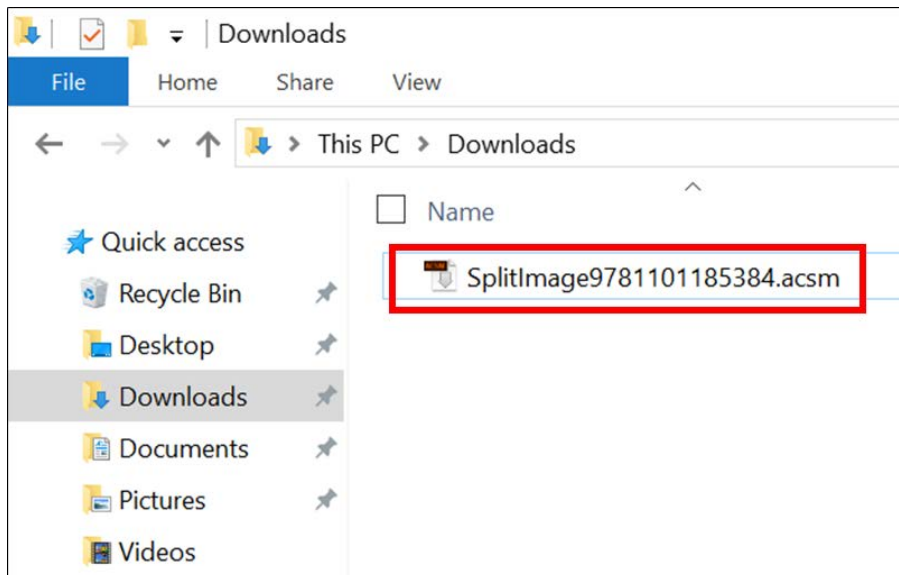 Downloads
File Home Share View
This PC > Downloads
Name
Quick access
SplitImage9781101185384.acsm
Recycle Bin
Desktop
Downloads
Documents
Pictures
Videos